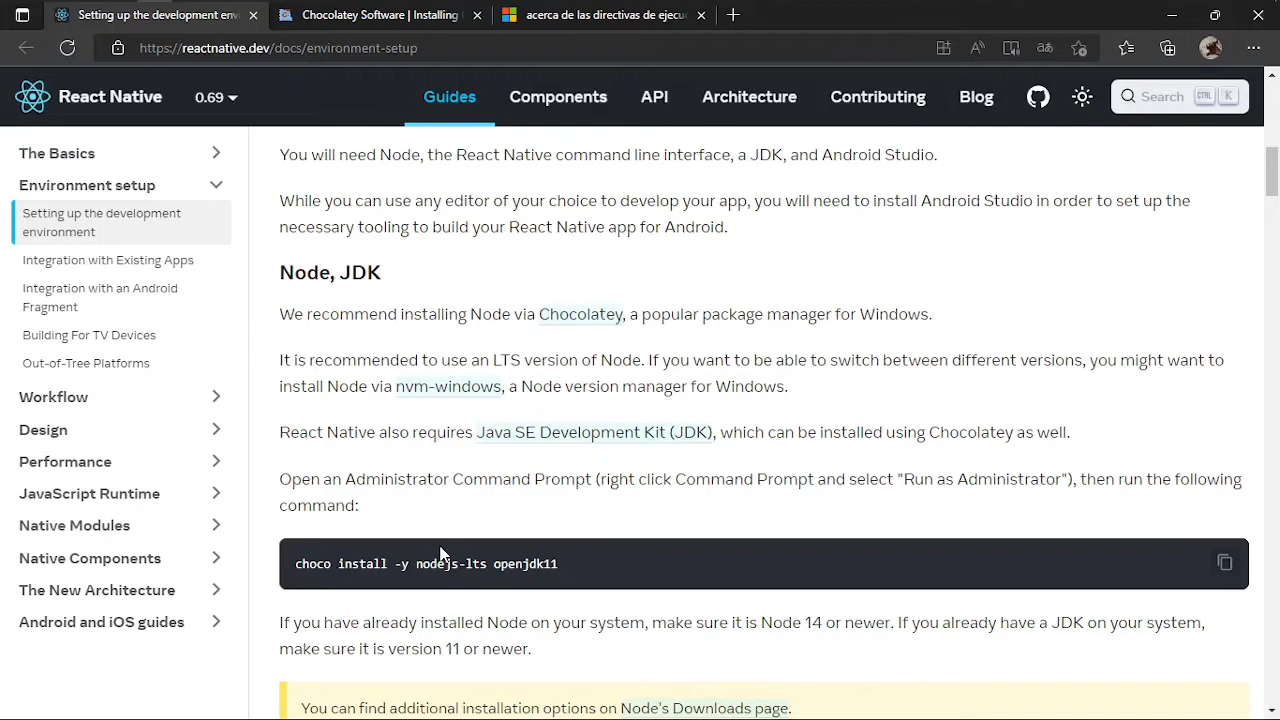 Setting up the development env
Chocolatey Software | Installing
acerca de las directivas de ejecuc
https://reactnative.dev/docs/environment-setup
React Native
0.69
Guides
Components
API
Architecture
Contributing
Blog
Search
CTRL
K
The Basics
Environment setup
Setting up the development
environment
Integration with Existing Apps
Integration with an Android
Fragment
Building For TV Devices
Out-of-Tree Platforms
Workflow
Design
Performance
JavaScript Runtime
Native Modules
Native Components
The New Architecture
Android and iOS guides
You will need Node, the React Native command line interface, a JDK, and Android Studio.
While you can use any editor of your choice to develop your app, you will need to install Android Studio in order to set up the
necessary tooling to build your React Native app for Android.
Node, JDK
We recommend installing Node via Chocolatey, a popular package manager for Windows.
It is recommended to use an LTS version of Node. If you want to be able to switch between different versions, you might want to
install Node via nvm-windows, a Node version manager for Windows.
React Native also requires Java SE Development Kit (JDK), which can be installed using Chocolatey as well.
Open an Administrator Command Prompt (right click Command Prompt and select "Run as Administrator"), then run the following
command:
choco install -y nodejs-lts openjdk11
If you have already installed Node on your system, make sure it is Node 14 or newer. If you already have a JDK on your system,
make sure it is version 11 or newer.
You can find additional installation options on Node's Downloads page.